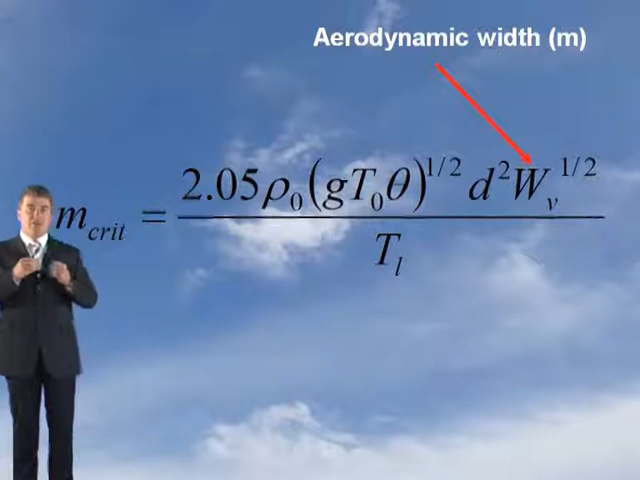 Aerodynamic width (m)
m_crit = 2.05ρ₀(gT₀θ)^1/2 d²W_v^1/2 / T_l